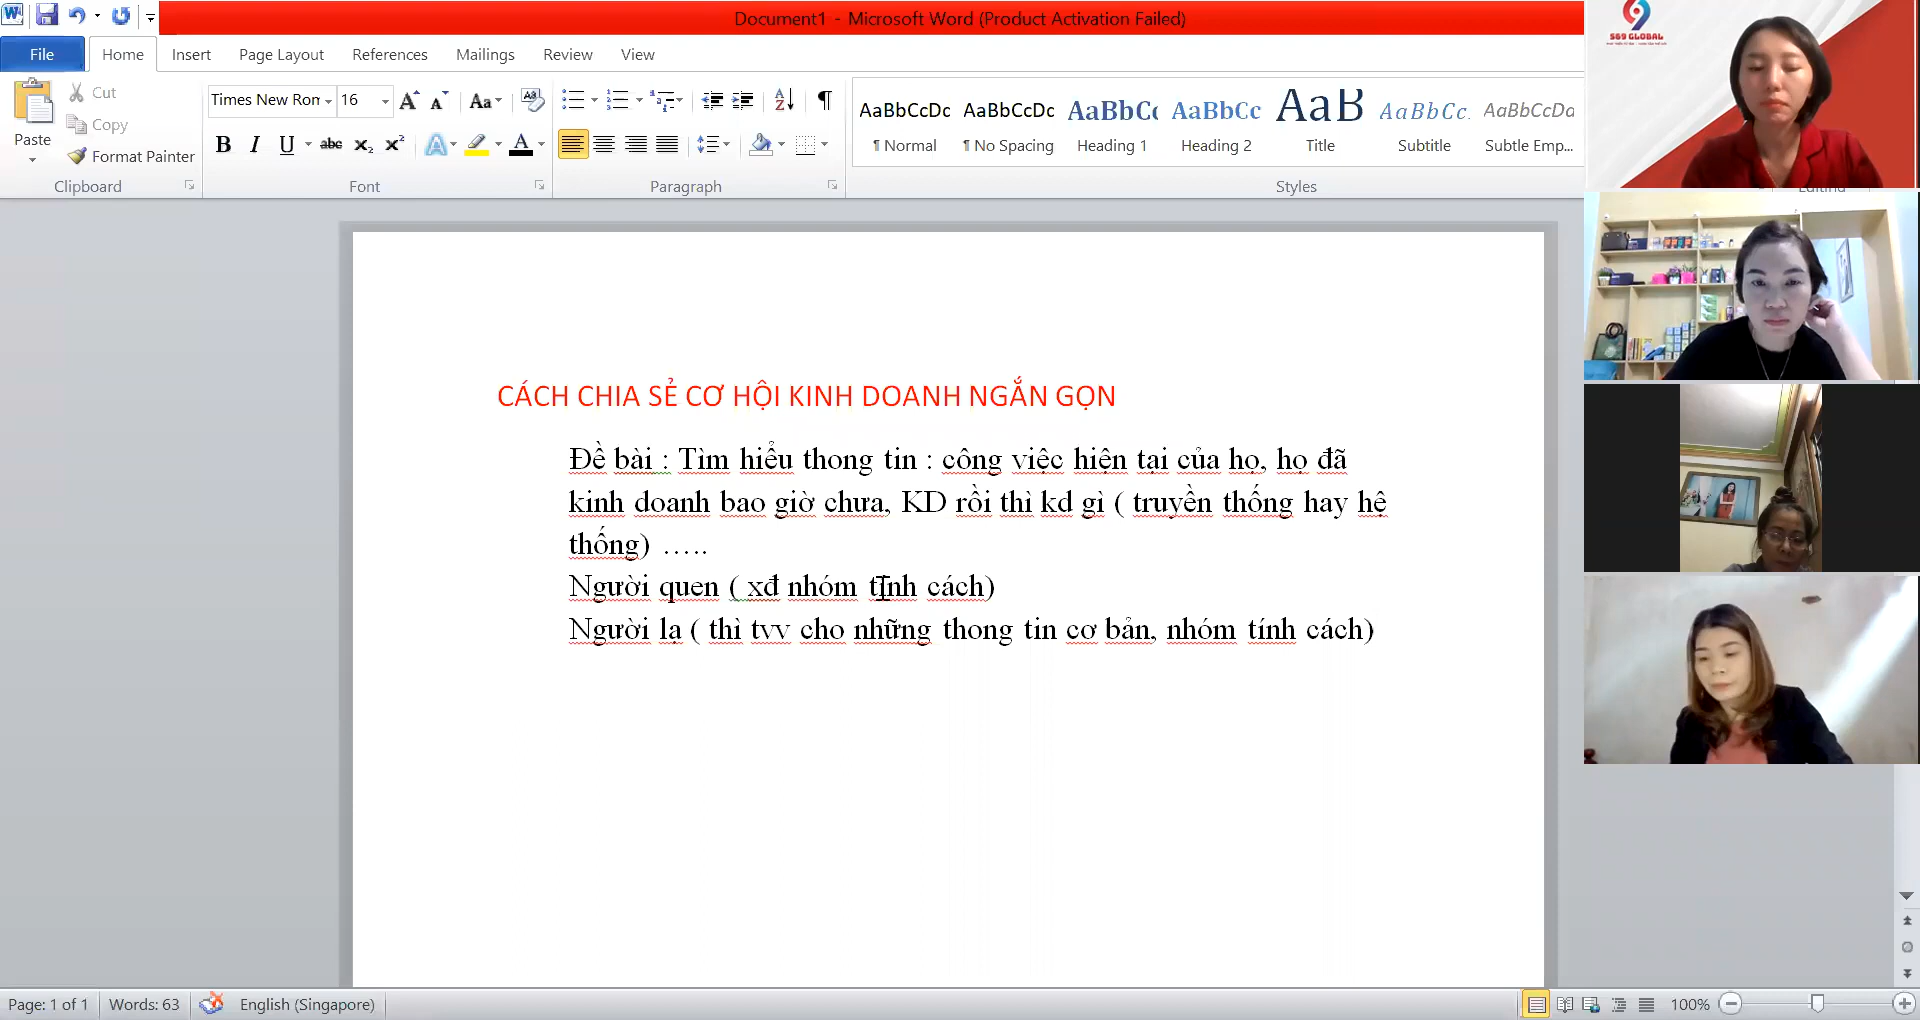 Document1 - Microsoft Word (Product Activation Failed)
File Home Insert Page Layout References Mailings Review View
Paste
Cut
Copy
Format Painter
Clipboard
Times New Ron 16
Font
Paragraph
AaBbCcDc AaBbCcDc AaBbCc AaBbCc AaB AaBbCc. AaBbCcDa
¶ Normal ¶ No Spacing Heading 1 Heading 2 Title Subtitle Subtle Emp...
Styles
S69 GLOBAL
CÁCH CHIA SẺ CƠ HỘI KINH DOANH NGẮN GỌN
Đề bài : Tìm hiểu thong tin : công việc hiện tại của họ, họ đã
kinh doanh bao giờ chưa, KD rồi thì kd gì ( truyền thống hay hệ
thống) …..
Người quen ( xđ nhóm tính cách)
Người lạ ( thì tvv cho những thong tin cơ bản, nhóm tính cách)
Page: 1 of 1 Words: 63 English (Singapore) 100%